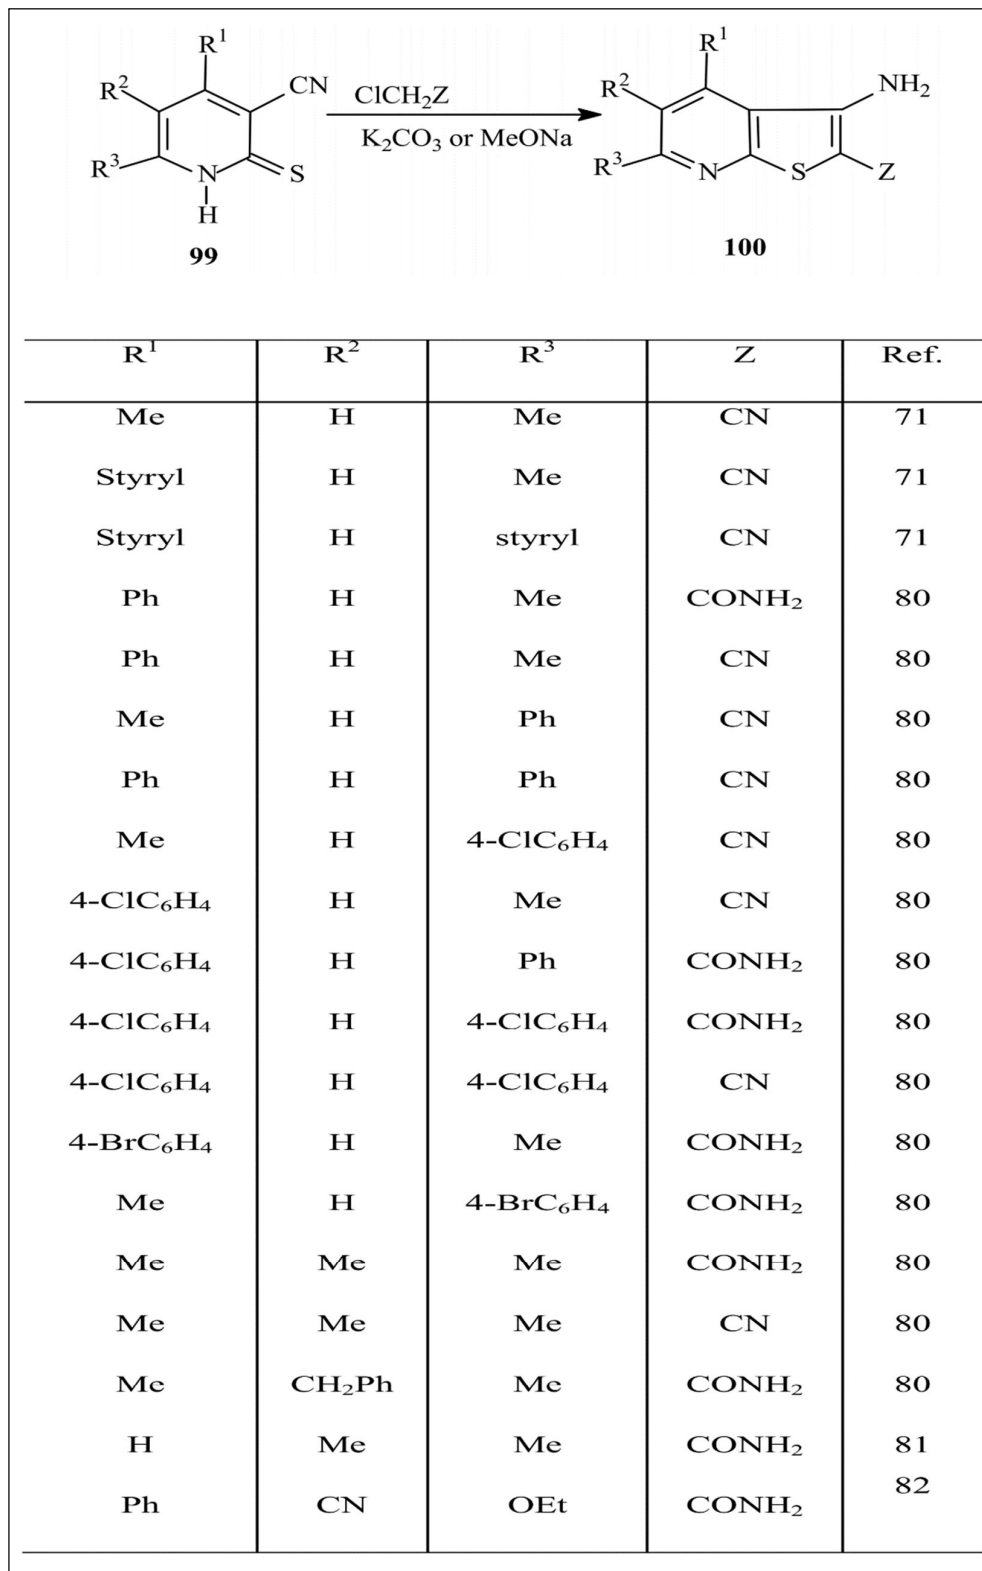 R¹ R¹
R² CN ClCH₂Z R² NH₂
K₂CO₃ or MeONa
R³ N S R³ N S Z
H
99 100
R¹ R² R³ Z Ref.
Me H Me CN 71
Styryl H Me CN 71
Styryl H styryl CN 71
Ph H Me CONH₂ 80
Ph H Me CN 80
Me H Ph CN 80
Ph H Ph CN 80
Me H 4-ClC₆H₄ CN 80
4-ClC₆H₄ H Me CN 80
4-ClC₆H₄ H Ph CONH₂ 80
4-ClC₆H₄ H 4-ClC₆H₄ CONH₂ 80
4-ClC₆H₄ H 4-ClC₆H₄ CN 80
4-BrC₆H₄ H Me CONH₂ 80
Me H 4-BrC₆H₄ CONH₂ 80
Me Me Me CONH₂ 80
Me Me Me CN 80
Me CH₂Ph Me CONH₂ 80
H Me Me CONH₂ 81
Ph CN OEt CONH₂ 82